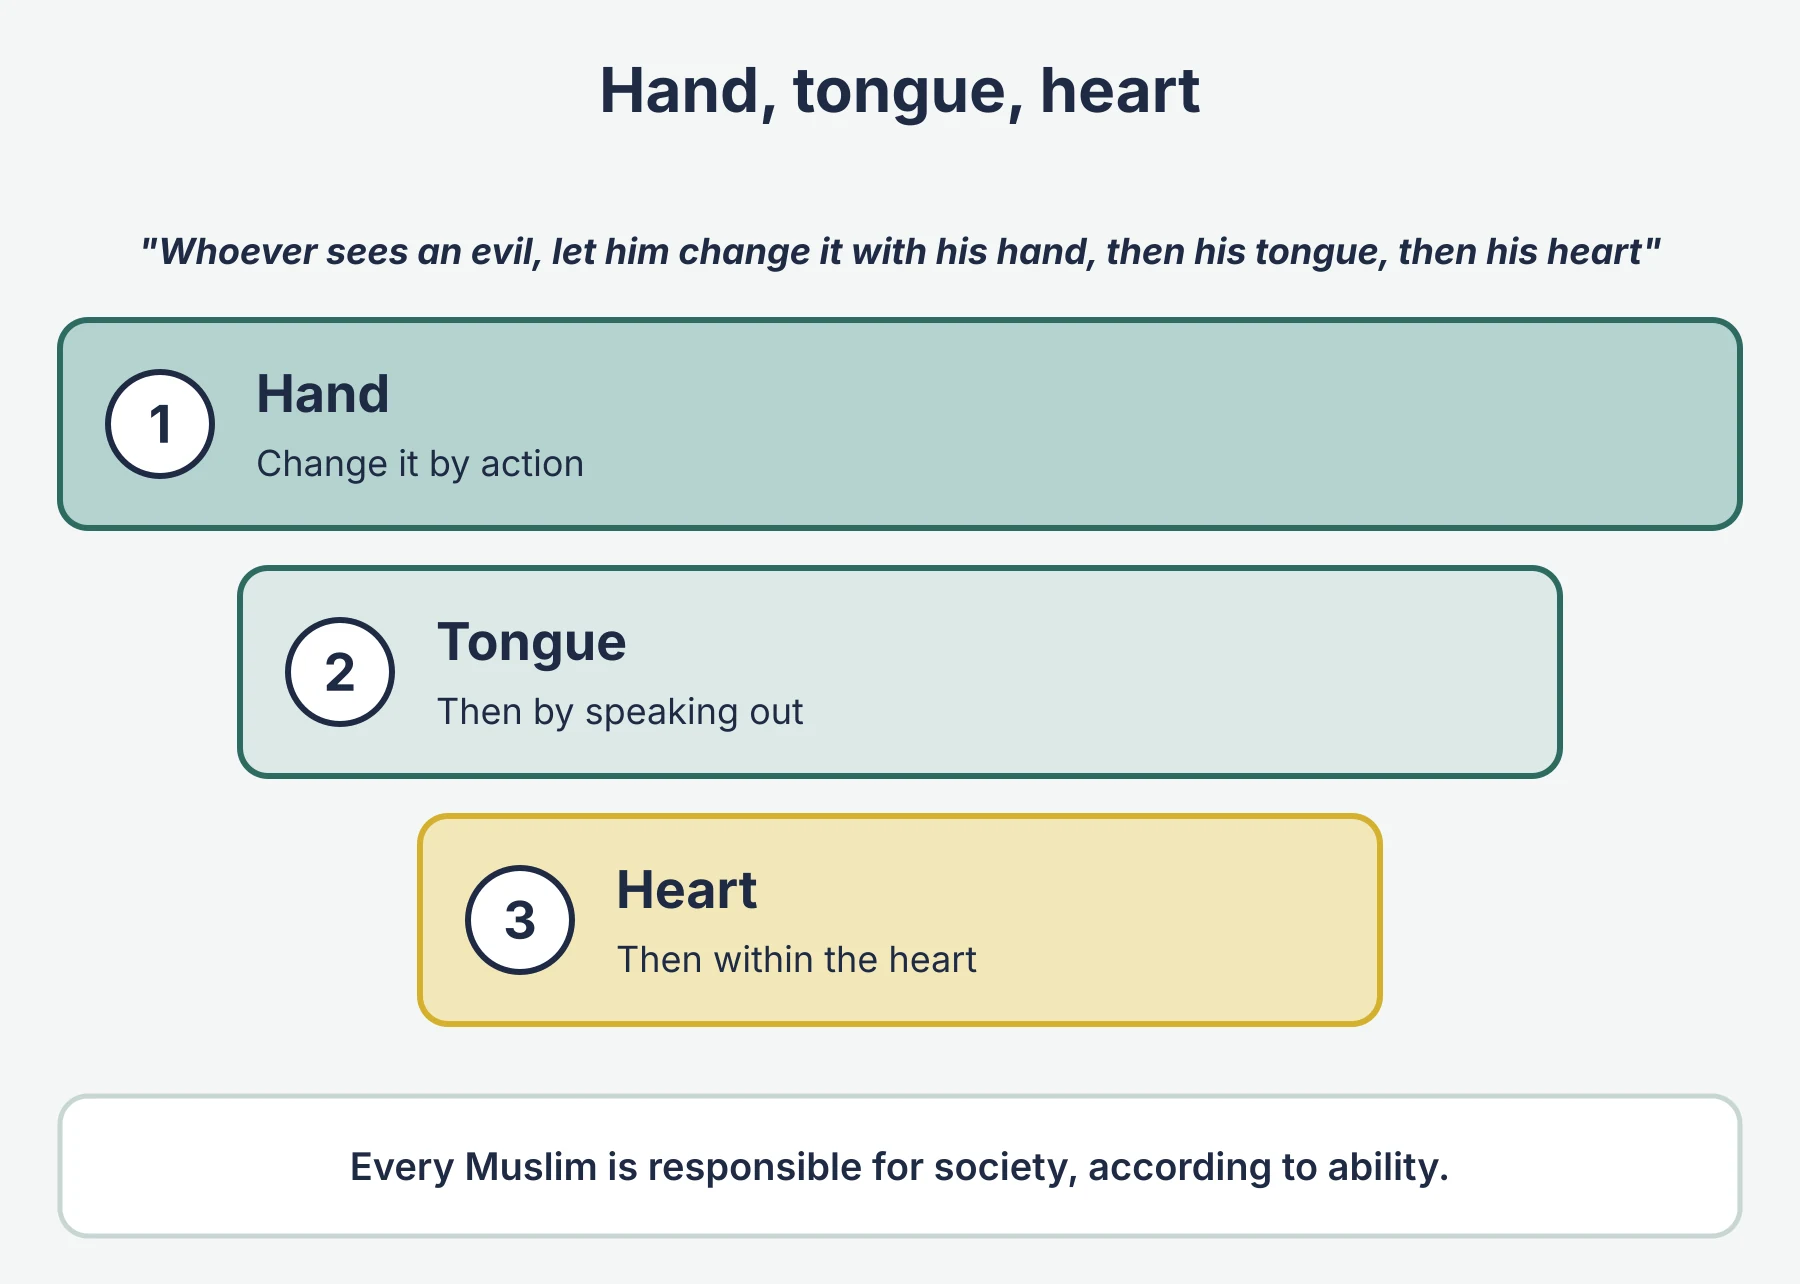 Hand, tongue, heart
"Whoever sees an evil, let him change it with his hand, then his tongue, then his heart"
1
Hand
Change it by action
2
Tongue
Then by speaking out
3
Heart
Then within the heart
Every Muslim is responsible for society, according to ability.